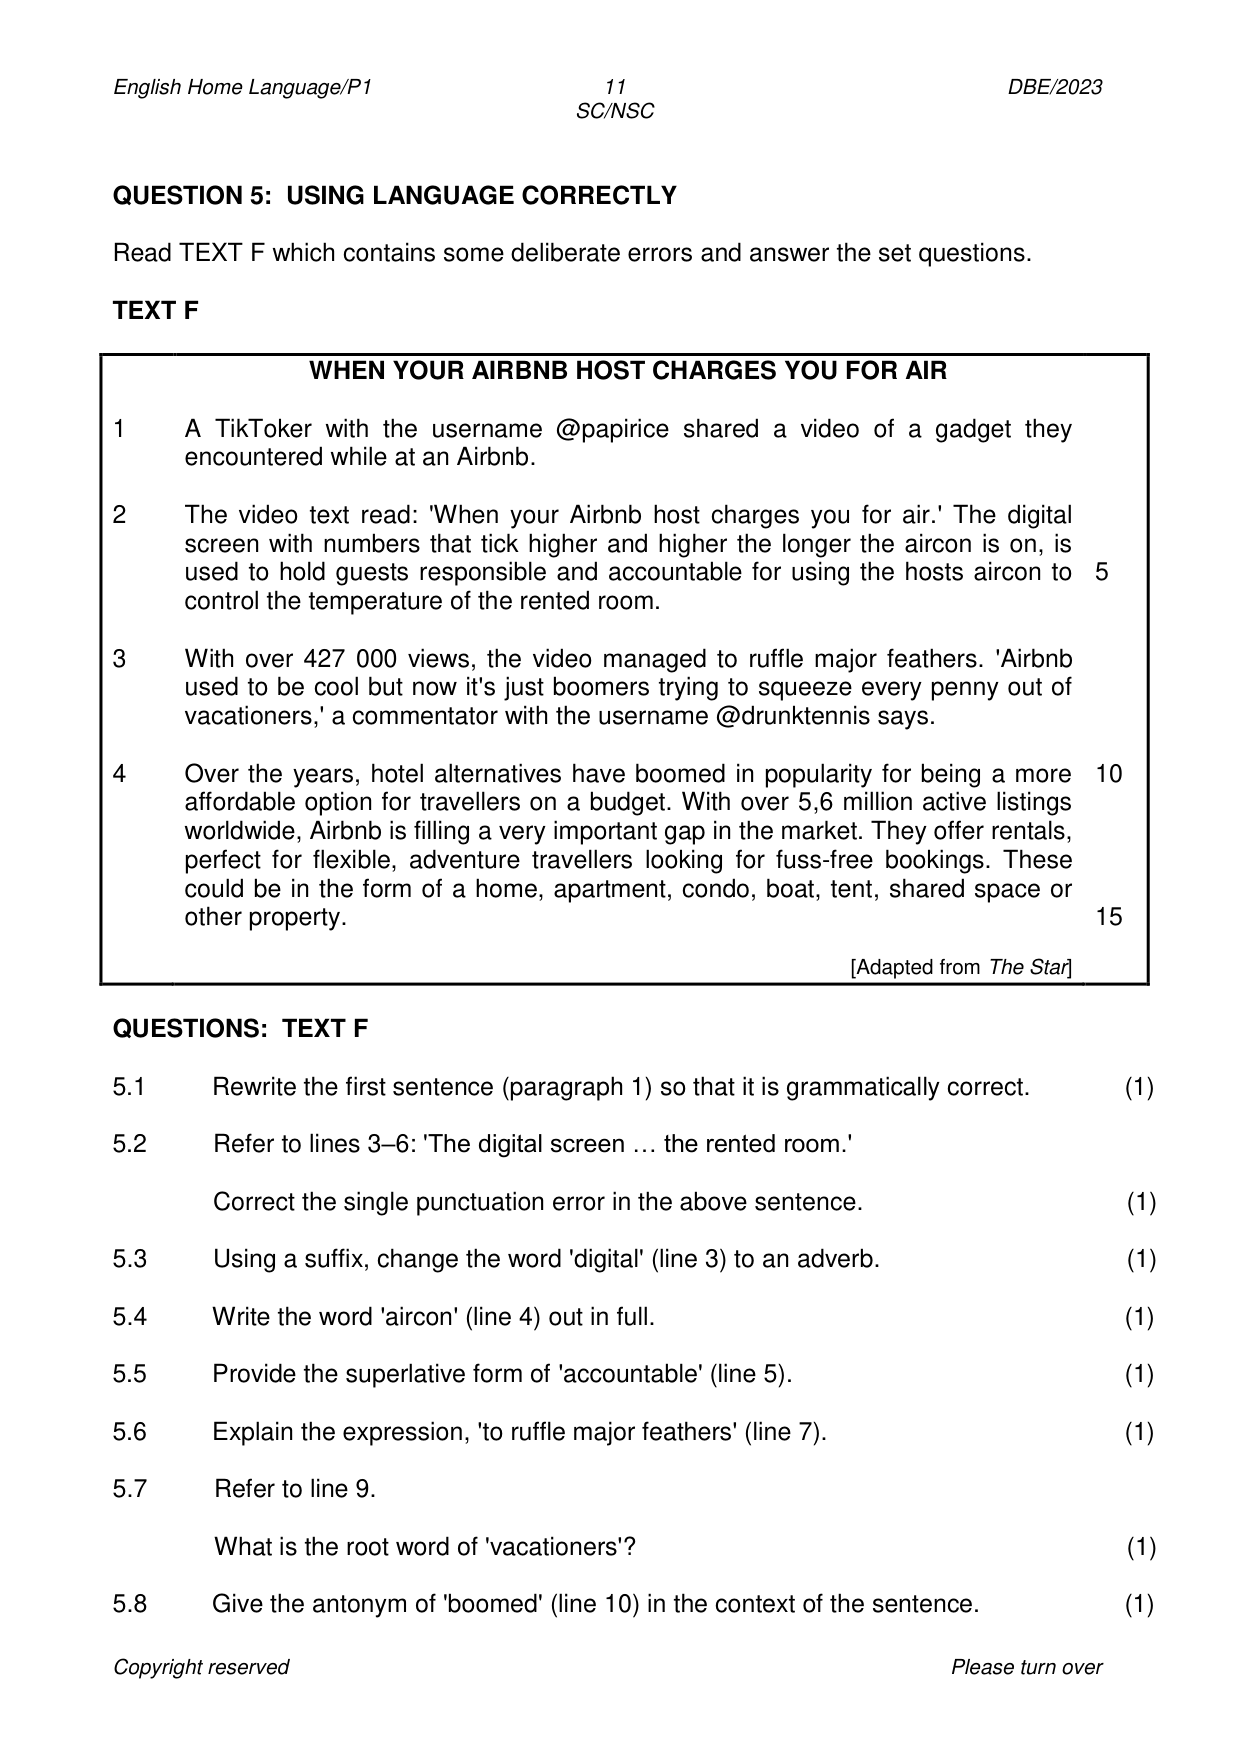 English Home Language/P1 11 DBE/2023
SC/NSC
QUESTION 5: USING LANGUAGE CORRECTLY
Read TEXT F which contains some deliberate errors and answer the set questions.
TEXT F
WHEN YOUR AIRBNB HOST CHARGES YOU FOR AIR
1 A TikToker with the username @papirice shared a video of a gadget they
encountered while at an Airbnb.
2 The video text read: 'When your Airbnb host charges you for air.' The digital
screen with numbers that tick higher and higher the longer the aircon is on, is
used to hold guests responsible and accountable for using the hosts aircon to 5
control the temperature of the rented room.
3 With over 427 000 views, the video managed to ruffle major feathers. 'Airbnb
used to be cool but now it's just boomers trying to squeeze every penny out of
vacationers,' a commentator with the username @drunktennis says.
4 Over the years, hotel alternatives have boomed in popularity for being a more 10
affordable option for travellers on a budget. With over 5,6 million active listings
worldwide, Airbnb is filling a very important gap in the market. They offer rentals,
perfect for flexible, adventure travellers looking for fuss-free bookings. These
could be in the form of a home, apartment, condo, boat, tent, shared space or
other property. 15
[Adapted from The Star]
QUESTIONS: TEXT F
5.1 Rewrite the first sentence (paragraph 1) so that it is grammatically correct. (1)
5.2 Refer to lines 3–6: 'The digital screen … the rented room.'
Correct the single punctuation error in the above sentence. (1)
5.3 Using a suffix, change the word 'digital' (line 3) to an adverb. (1)
5.4 Write the word 'aircon' (line 4) out in full. (1)
5.5 Provide the superlative form of 'accountable' (line 5). (1)
5.6 Explain the expression, 'to ruffle major feathers' (line 7). (1)
5.7 Refer to line 9.
What is the root word of 'vacationers'? (1)
5.8 Give the antonym of 'boomed' (line 10) in the context of the sentence. (1)
Copyright reserved Please turn over